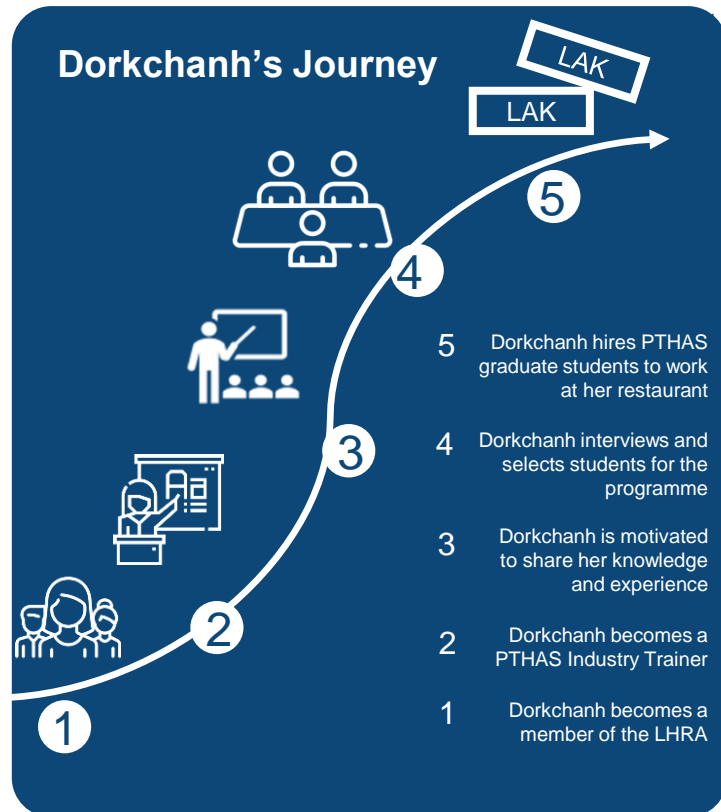 Dorkchanh's Journey
LAK
LAK
5
4
3
2
1
5 Dorkchanh hires PTHAS
graduate students to work
at her restaurant
4 Dorkchanh interviews and
selects students for the
programme
3 Dorkchanh is motivated
to share her knowledge
and experience
2 Dorkchanh becomes a
PTHAS Industry Trainer
1 Dorkchanh becomes a
member of the LHRA